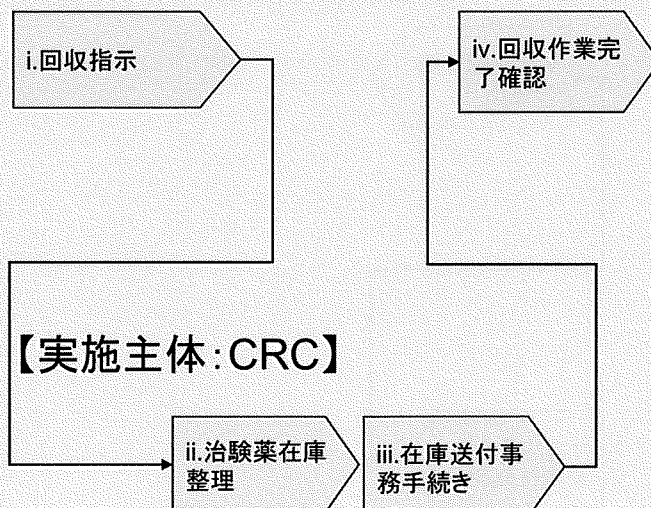 i.回収指示
iv.回収作業完
了確認
【実施主体:CRC】
ii.治験薬在庫
整理
iii.在庫送付事
務手続き